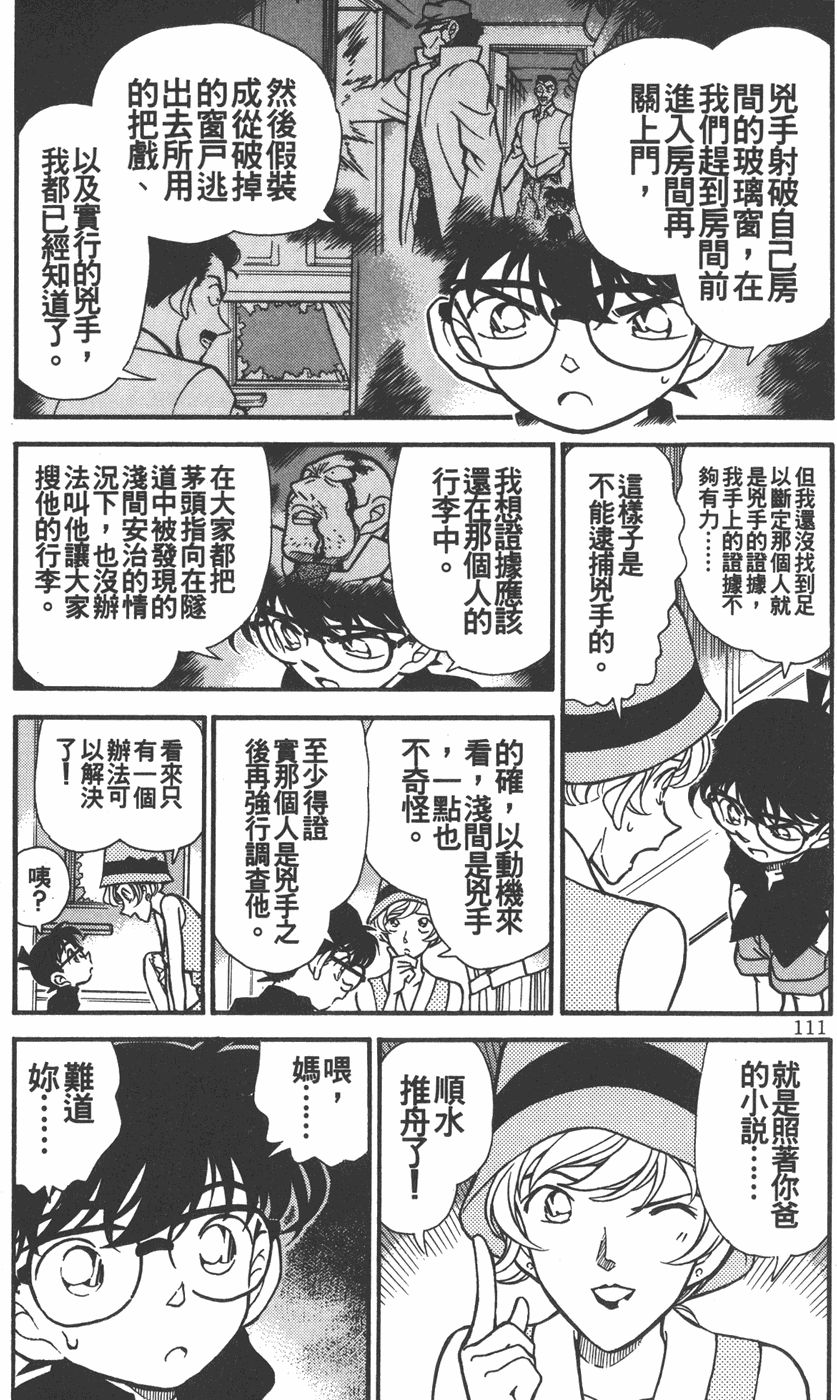 兇手射破自己房
間的玻璃窗，在
我們趕到房間前
進入房間再
關上門，
然後假裝
成從破掉
的窗戶逃
出去所用
的把戲、
以及實行的兇手，
我都已經知道了。
但我還沒找到足
以斷定那個人就
是兇手的證據，
我手上的證據不
夠有力……
這樣子是
不能逮捕兇手的。
我想證據應該
還在那個人的
行李中。
在大家都把
茅頭指向在隧
道中被發現的
淺間安治的情
況下，也沒辦
法叫他讓大家
搜他的行李。
的確，以動機來
看，淺間是兇手
，一點也
不奇怪。
至少得證
實那個人是兇手之
後再強行調查他。
看來只
有一個
辦法可
以解決
了！
咦？
111
就是照著你爸
的小説……
順水
推舟了！
喂，
媽……
難道
妳……